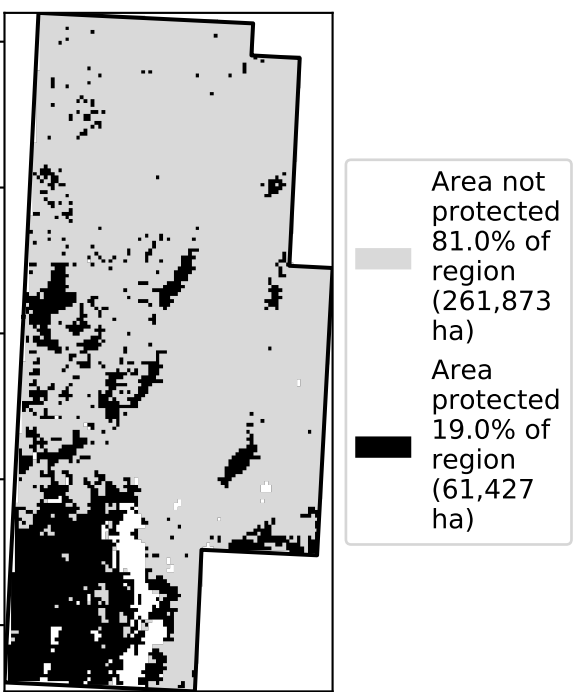 Area not
protected
81.0% of
region
(261,873
ha)
Area
protected
19.0% of
region
(61,427
ha)